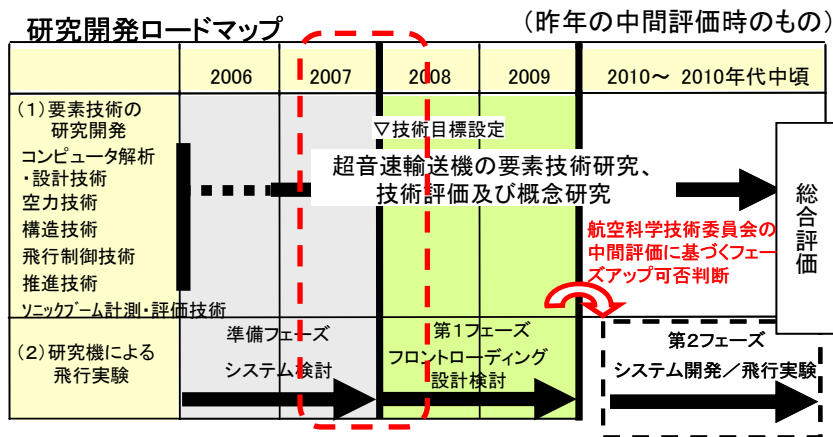 研究開発ロードマップ
(昨年の中間評価時のもの)
2006
2007
2008
2009
2010～ 2010年代中頃
(1)要素技術の
研究開発
コンピュータ解析
・設計技術
空力技術
構造技術
飛行制御技術
推進技術
ソニックブーム計測・評価技術
▽技術目標設定
超音速輸送機の要素技術研究、
技術評価及び概念研究
航空科学技術委員会の
中間評価に基づくフェー
ズアップ可否判断
総合評価
(2)研究機による
飛行実験
準備フェーズ
システム検討
第1フェーズ
フロントローディング
設計検討
第2フェーズ
システム開発／飛行実験